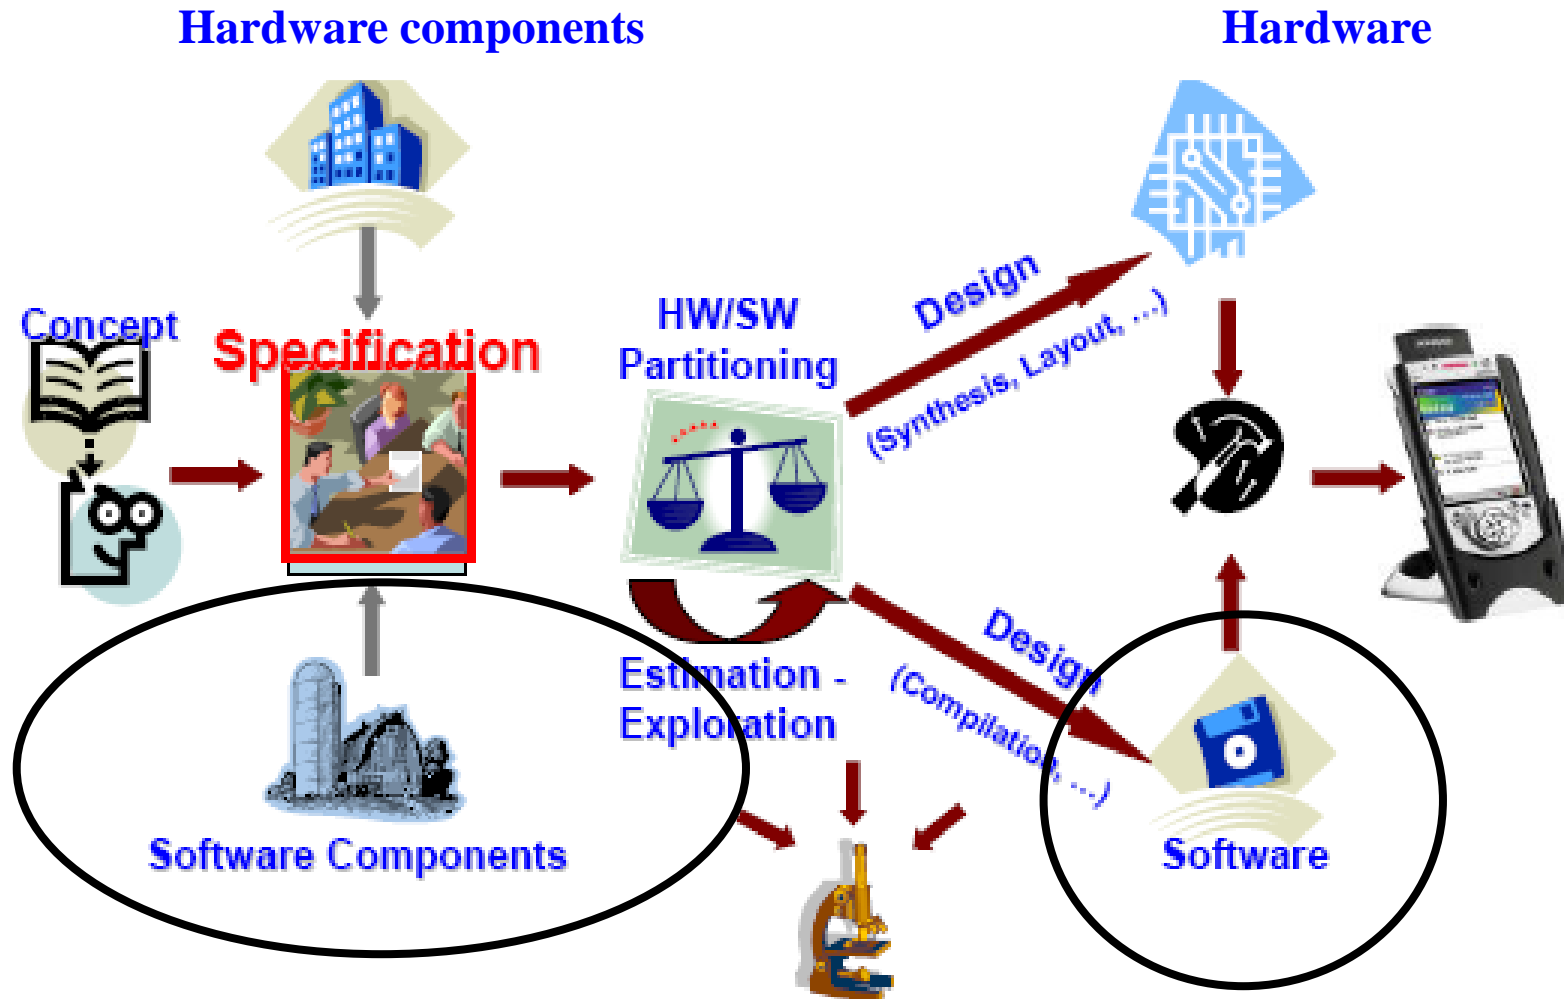 Hardware components
Hardware
Concept
Specification
HW/SW
Partitioning
Design
(Synthesis, Layout, ...)
Estimation -
Exploration
Design
(Compilation, ...)
Software Components
Software